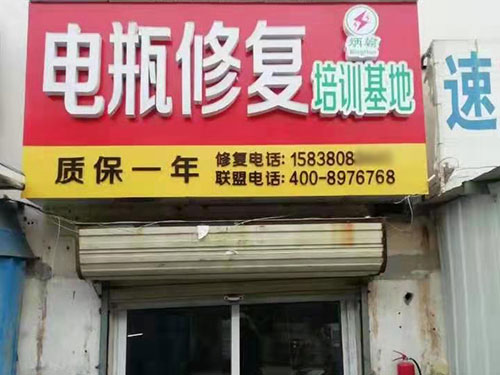 电瓶修复培训基地
质保一年
修复电话: 1583808
联盟电话: 400-8976768
速